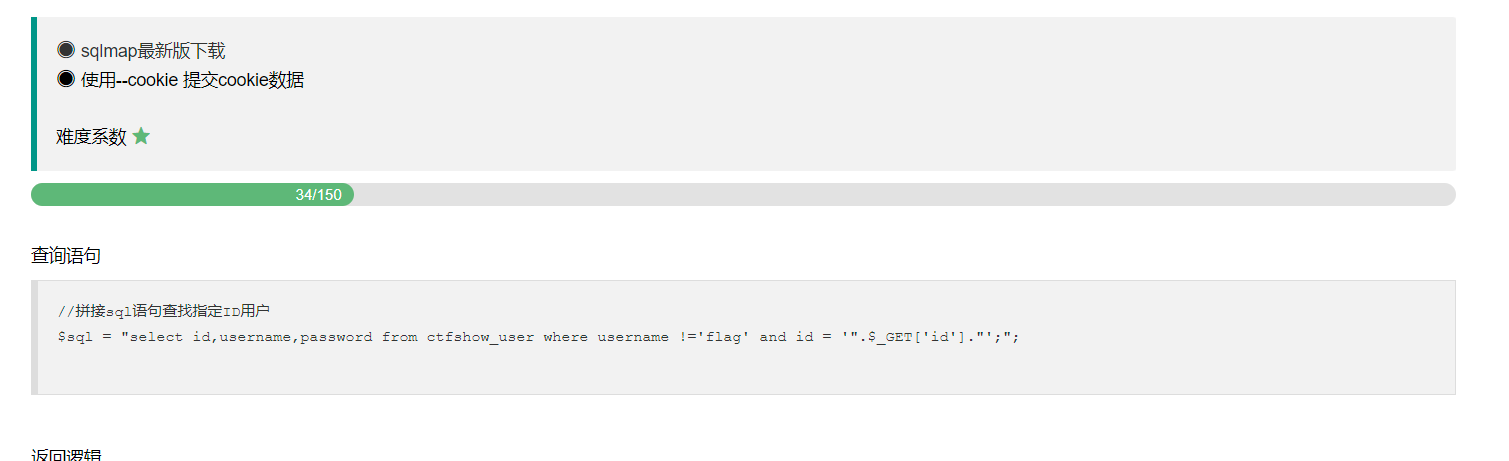 sqlmap最新版下载
使用--cookie 提交cookie数据
难度系数
34/150
查询语句
//拼接sql语句查找指定ID用户
$sql = "select id,username,password from ctfshow_user where username !='flag' and id = '".$_GET['id']."';";
返回逻辑